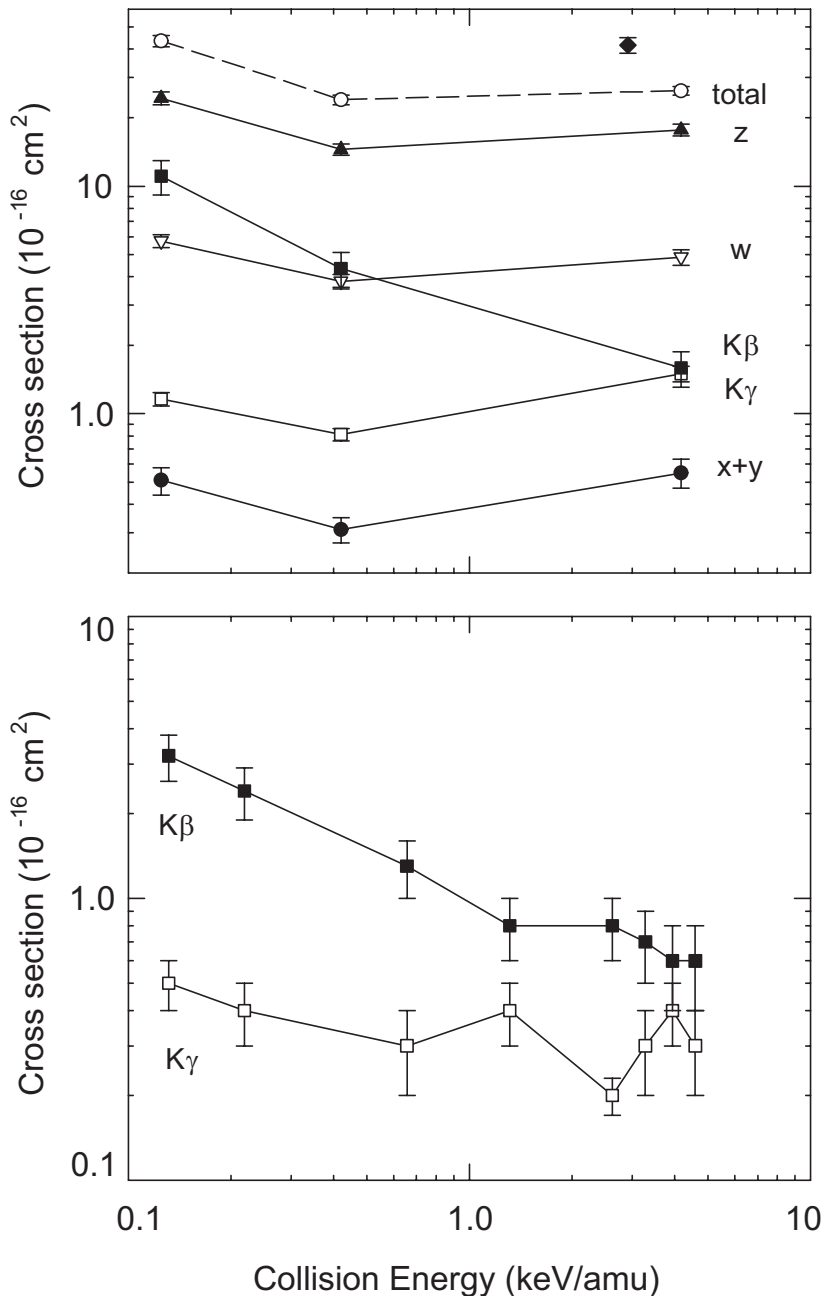 Cross section (10⁻¹⁶ cm²)
10
1.0
total
z
w
Kβ
Kγ
x+y
Cross section (10⁻¹⁶ cm²)
10
1.0
0.1
Kβ
Kγ
0.1
1.0
10
Collision Energy (keV/amu)